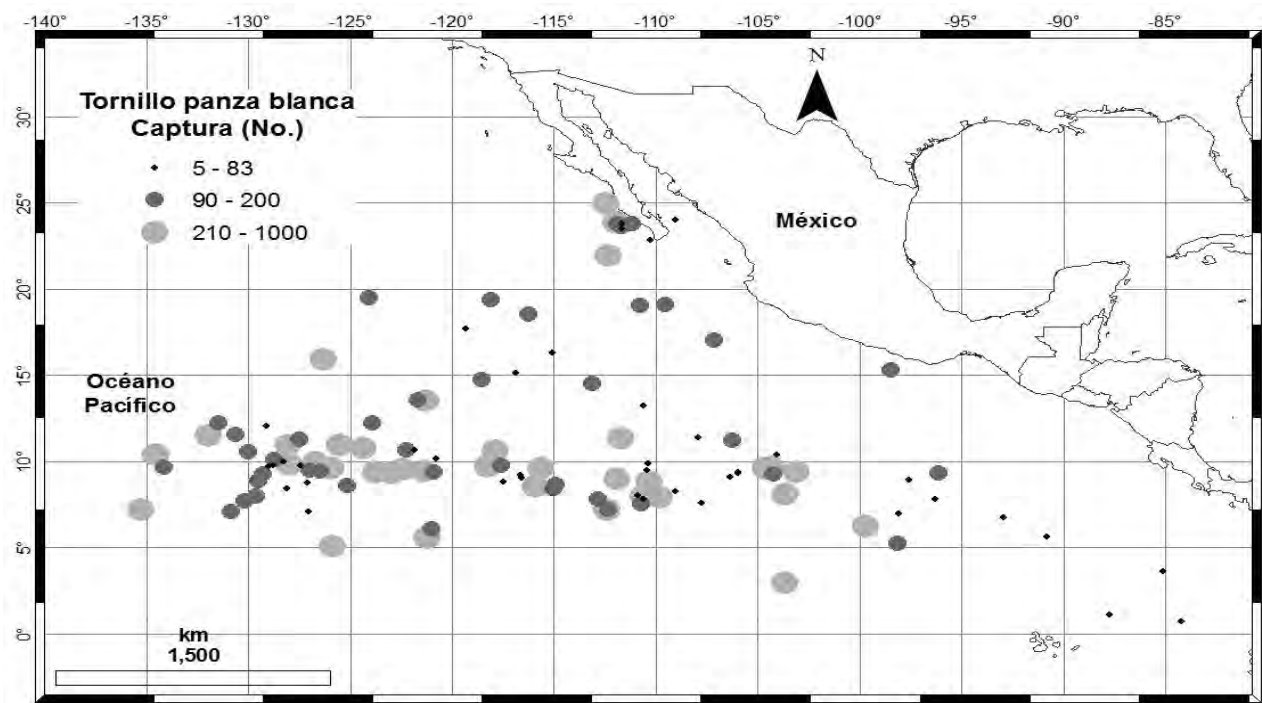 -140° -135° -130° -125° -120° -115° -110° -105° -100° -95° -90° -85°
N
Tornillo panza blanca
Captura (No.)
5 - 83
90 - 200
210 - 1000
México
Océano
Pacífico
30°
25°
20°
15°
10°
5°
0°
km
1,500